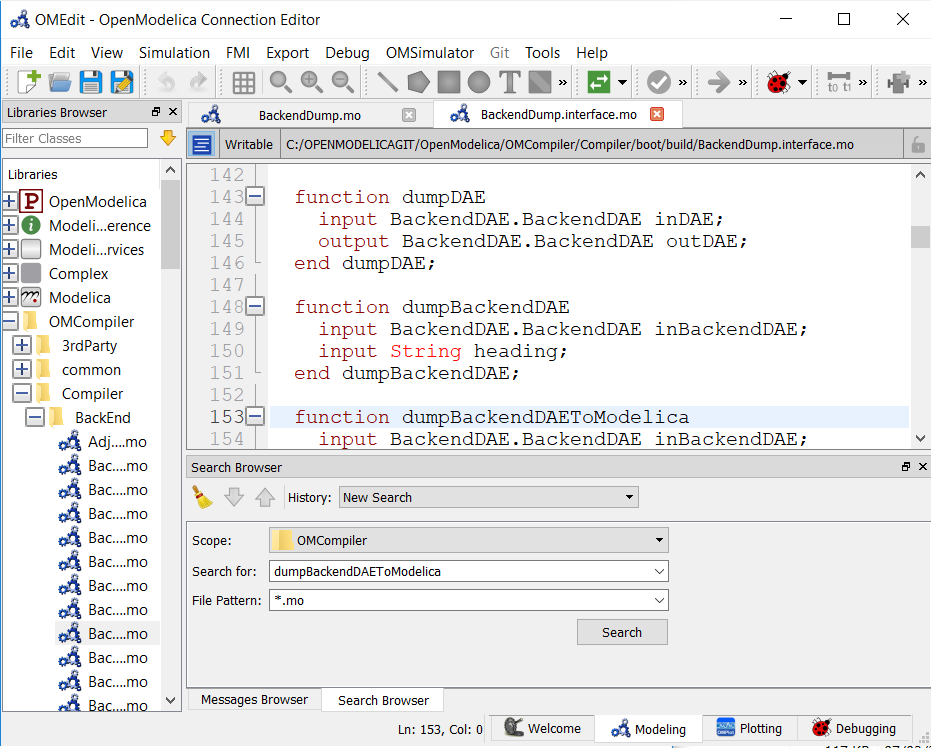 OMEdit - OpenModelica Connection Editor
File Edit View Simulation FMI Export Debug OMSimulator Git Tools Help
T » » » to t₁ » »
Libraries Browser
BackendDump.mo BackendDump.interface.mo
Filter Classes
Writable C:/OPENMODELICAGIT/OpenModelica/OMCompiler/Compiler/boot/build/BackendDump.interface.mo
Libraries
P OpenModelica
i Modeli...erence
Modeli...rvices
Complex
m Modelica
OMCompiler
3rdParty
common
Compiler
BackEnd
Adj....mo
Bac....mo
Bac....mo
Bac....mo
Bac....mo
Bac....mo
Bac....mo
Bac....mo
Bac....mo
Bac....mo
Bac....mo
Bac....mo
142
143 function dumpDAE
144 input BackendDAE.BackendDAE inDAE;
145 output BackendDAE.BackendDAE outDAE;
146 end dumpDAE;
147
148 function dumpBackendDAE
149 input BackendDAE.BackendDAE inBackendDAE;
150 input String heading;
151 end dumpBackendDAE;
152
153 function dumpBackendDAEToModelica
154 input BackendDAE.BackendDAE inBackendDAE;
Search Browser
History: New Search
Scope: OMCompiler
Search for: dumpBackendDAEToModelica
File Pattern: *.mo
Search
Messages Browser Search Browser
Ln: 153, Col: 0 Welcome Modeling Plotting Debugging